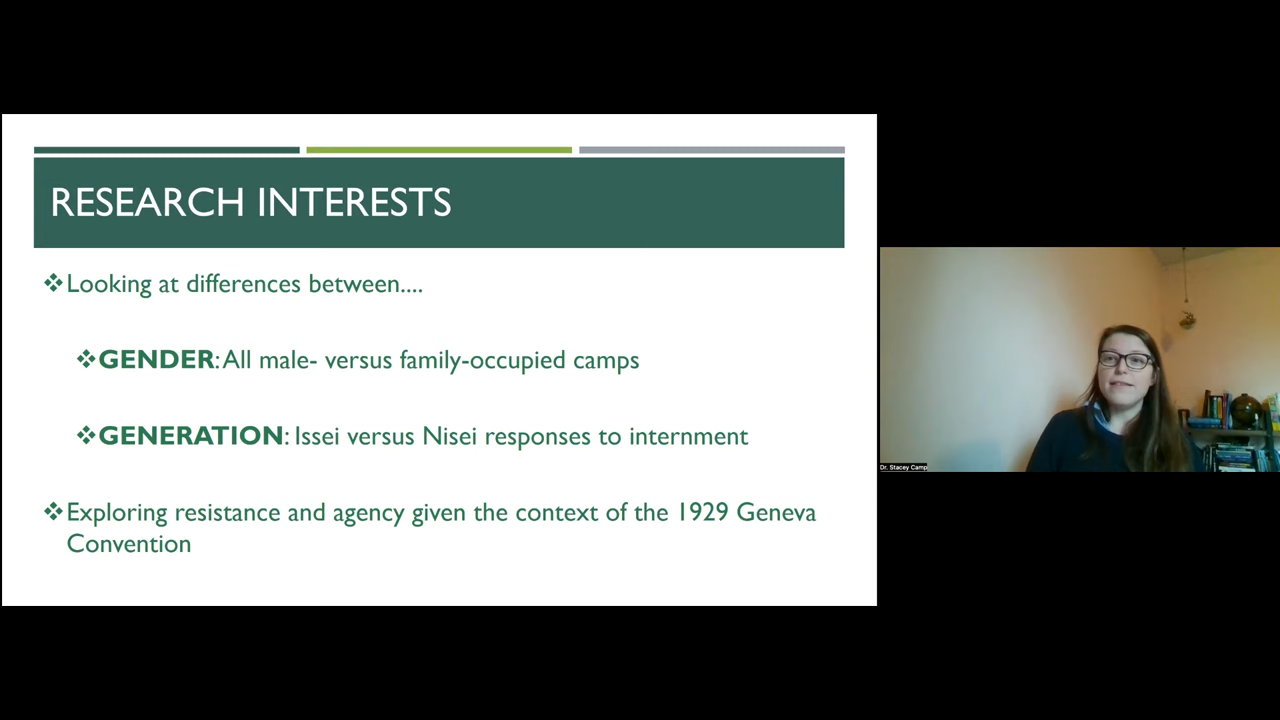 RESEARCH INTERESTS
❖Looking at differences between....
❖GENDER: All male- versus family-occupied camps
❖GENERATION: Issei versus Nisei responses to internment
❖Exploring resistance and agency given the context of the 1929 Geneva
Convention
Dr. Stacey Camp